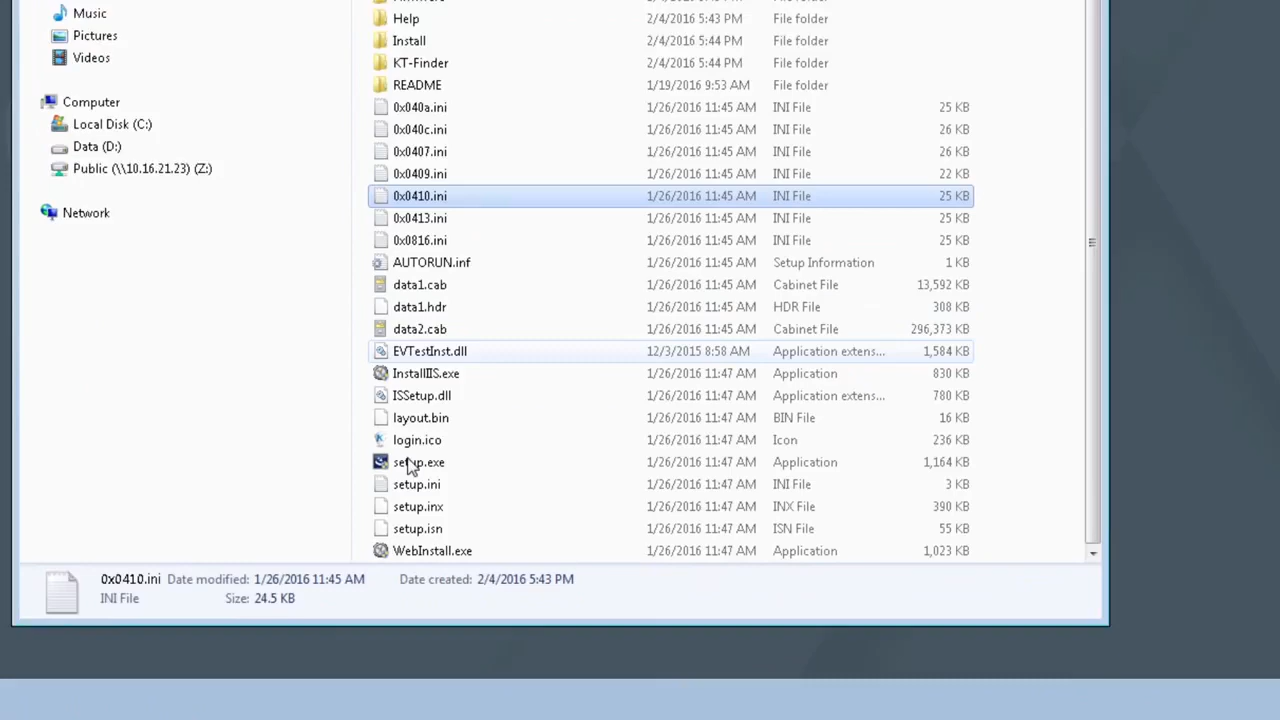 Music
Pictures
Videos
Computer
Local Disk (C:)
Data (D:)
Public (\\10.16.21.23) (Z:)
Network
Help 2/4/2016 5:43 PM File folder
Install 2/4/2016 5:44 PM File folder
KT-Finder 2/4/2016 5:44 PM File folder
README 1/19/2016 9:53 AM File folder
0x040a.ini 1/26/2016 11:45 AM INI File 25 KB
0x040c.ini 1/26/2016 11:45 AM INI File 26 KB
0x0407.ini 1/26/2016 11:45 AM INI File 26 KB
0x0409.ini 1/26/2016 11:45 AM INI File 22 KB
0x0410.ini 1/26/2016 11:45 AM INI File 25 KB
0x0413.ini 1/26/2016 11:45 AM INI File 25 KB
0x0816.ini 1/26/2016 11:45 AM INI File 25 KB
AUTORUN.inf 1/26/2016 11:45 AM Setup Information 1 KB
data1.cab 1/26/2016 11:45 AM Cabinet File 13,592 KB
data1.hdr 1/26/2016 11:45 AM HDR File 308 KB
data2.cab 1/26/2016 11:45 AM Cabinet File 296,373 KB
EVTestInst.dll 12/3/2015 8:58 AM Application extens... 1,584 KB
InstallIIS.exe 1/26/2016 11:47 AM Application 830 KB
ISSetup.dll 1/26/2016 11:47 AM Application extens... 780 KB
layout.bin 1/26/2016 11:47 AM BIN File 16 KB
login.ico 1/26/2016 11:47 AM Icon 236 KB
setup.exe 1/26/2016 11:47 AM Application 1,164 KB
setup.ini 1/26/2016 11:47 AM INI File 3 KB
setup.inx 1/26/2016 11:47 AM INX File 390 KB
setup.isn 1/26/2016 11:47 AM ISN File 55 KB
WebInstall.exe 1/26/2016 11:47 AM Application 1,023 KB
0x0410.ini Date modified: 1/26/2016 11:45 AM Date created: 2/4/2016 5:43 PM
INI File Size: 24.5 KB